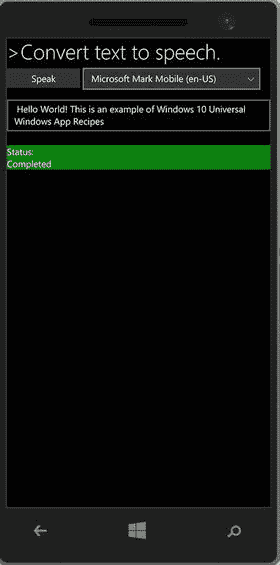 >Convert text to speech.
Speak
Microsoft Mark Mobile (en-US)
Hello World! This is an example of Windows 10 Universal
Windows App Recipes
Status:
Completed